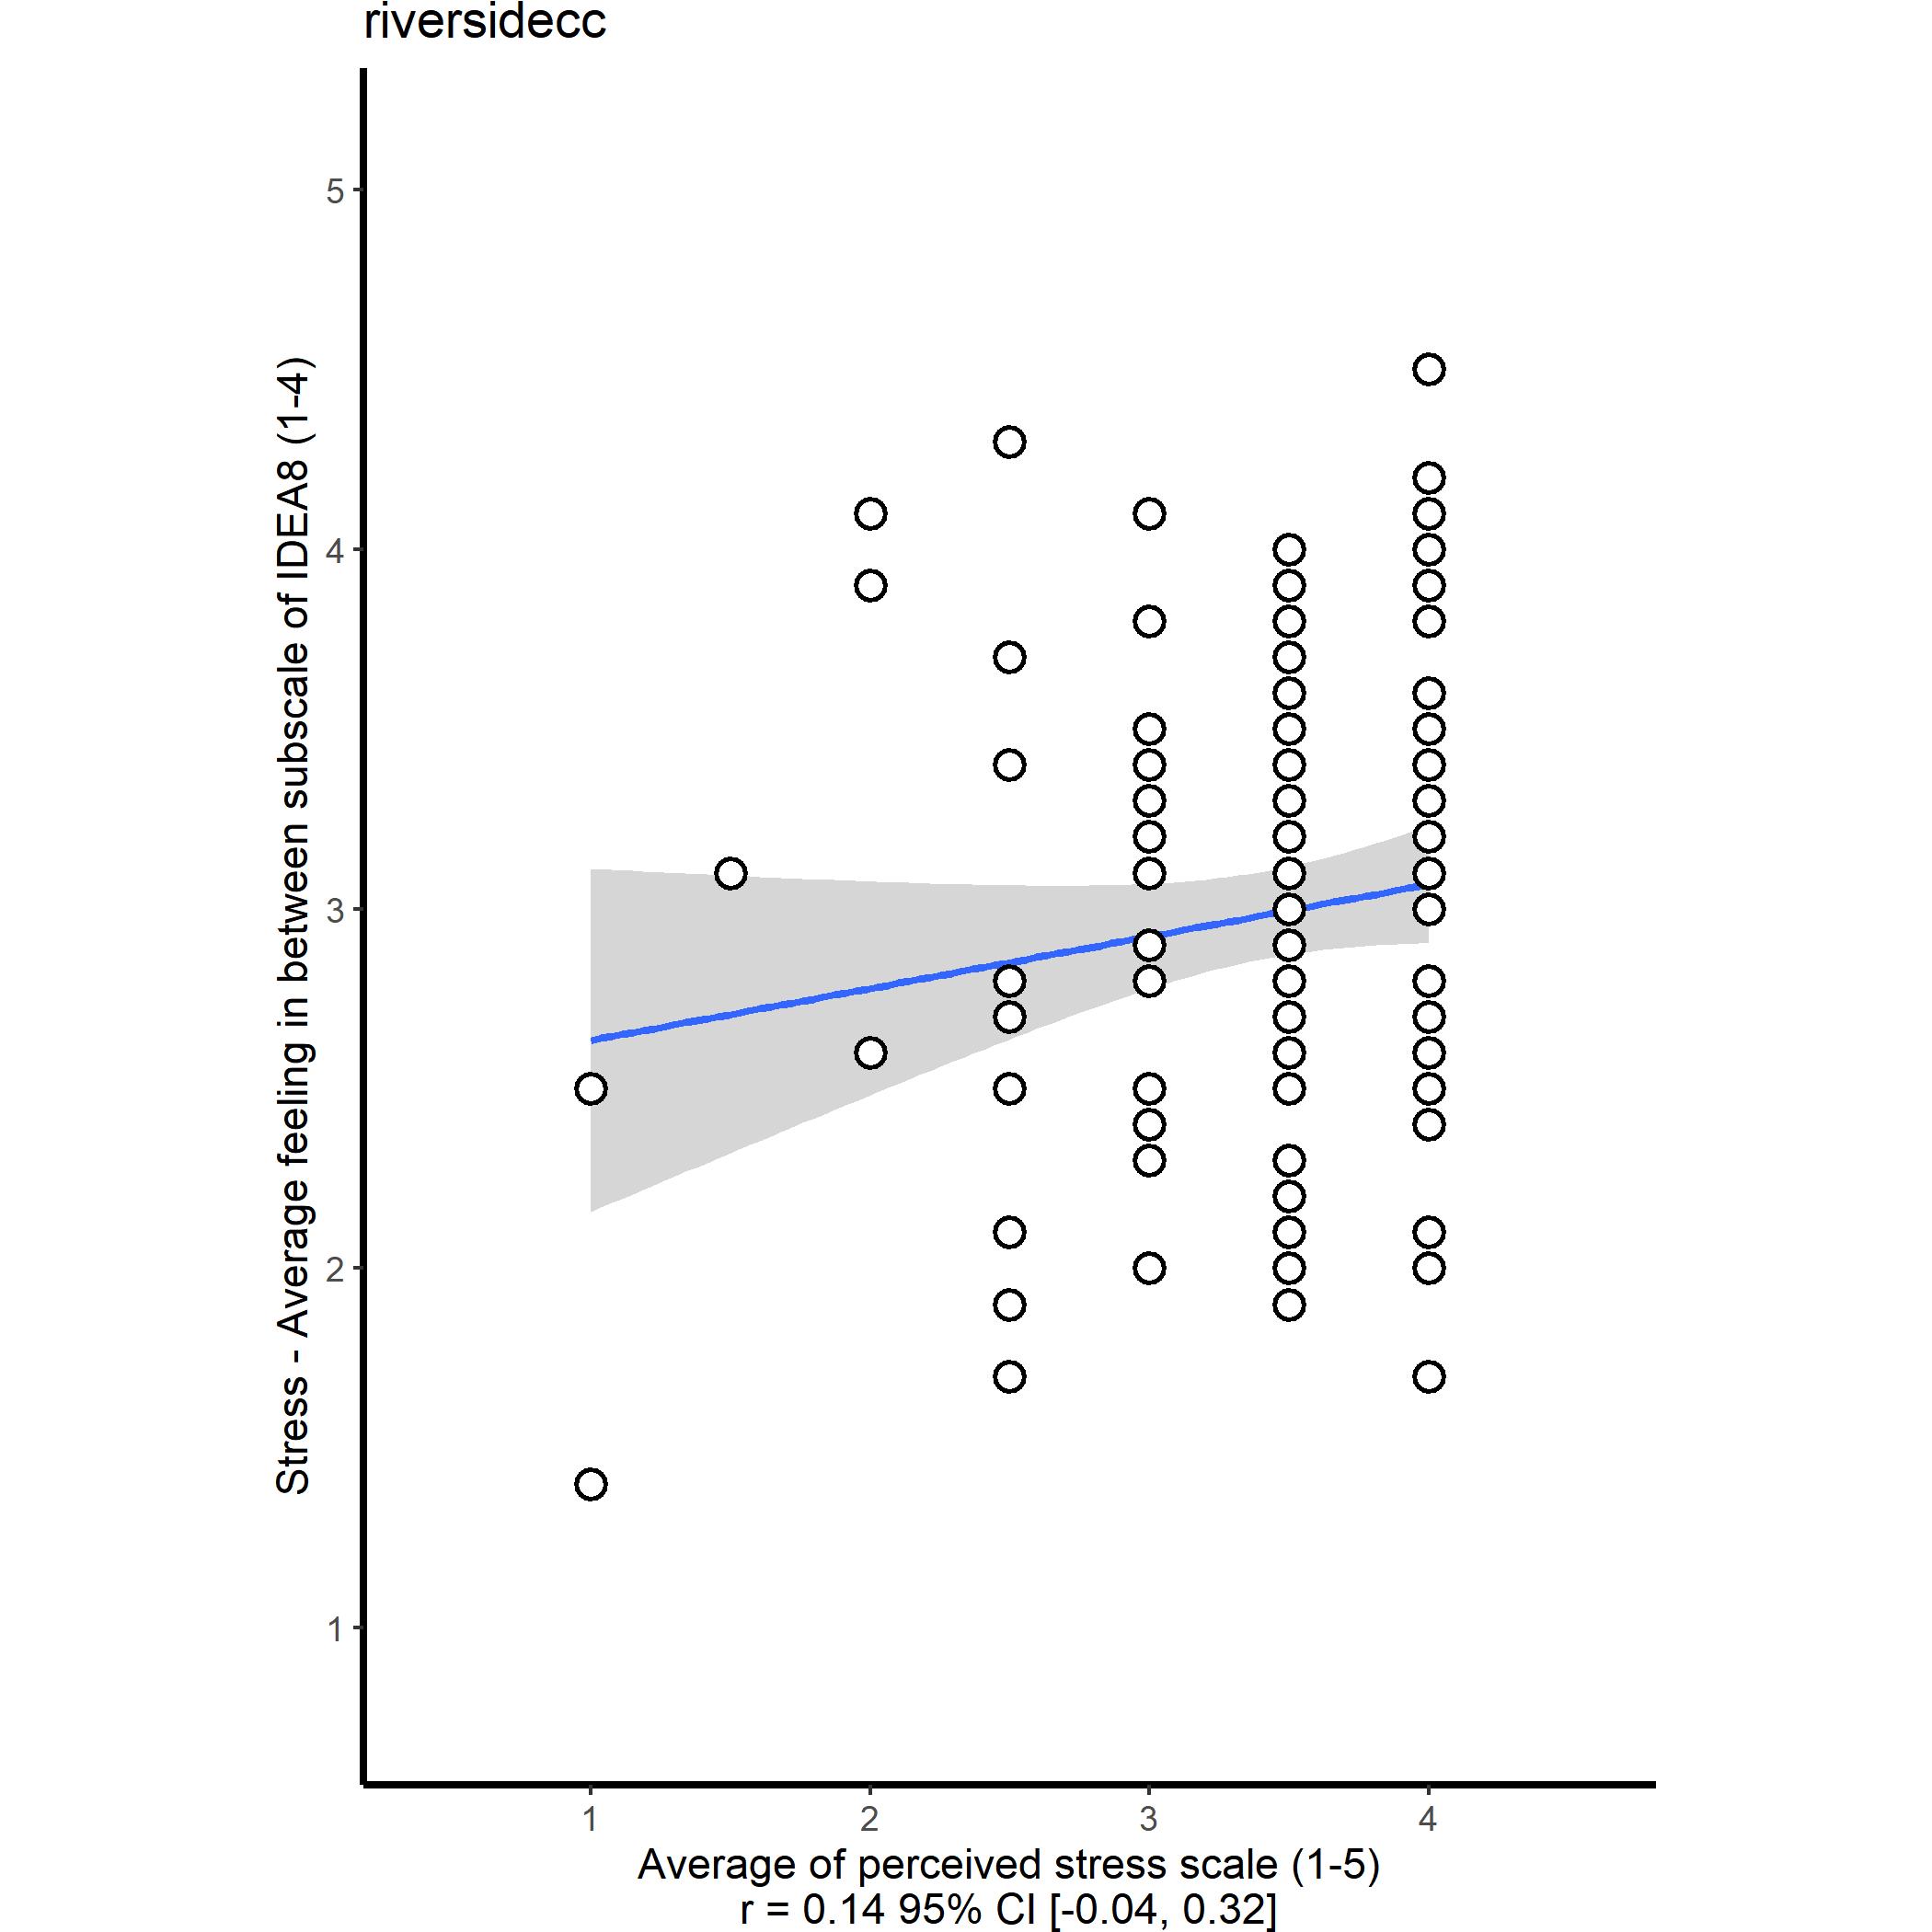 riversidecc
5
4
3
2
1
Stress - Average feeling in between subscale of IDEA8 (1-4)
1 2 3 4
Average of perceived stress scale (1-5)
r = 0.14 95% CI [-0.04, 0.32]